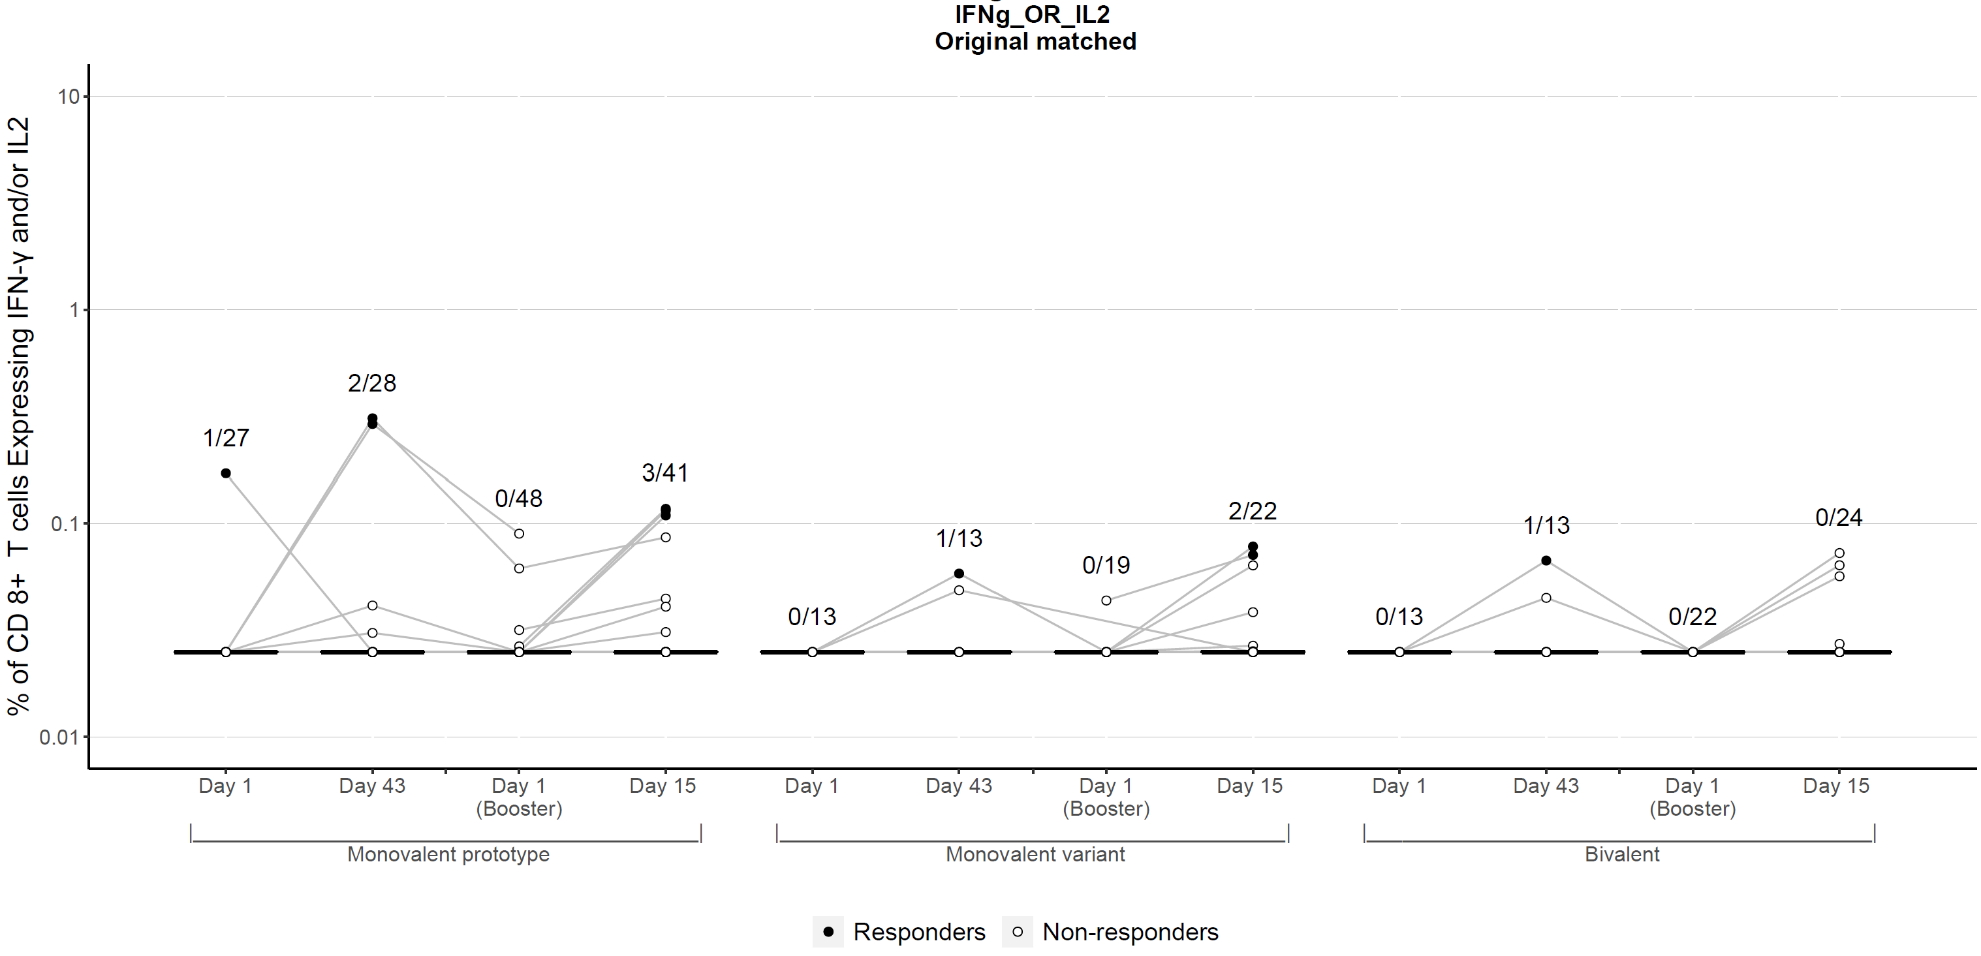 IFNg_OR_IL2
Original matched
% of CD 8+ T cells Expressing IFN-γ and/or IL2
10
1
0.1
0.01
1/27
2/28
0/48
3/41
0/13
1/13
0/19
2/22
0/13
1/13
0/22
0/24
Day 1
Day 43
Day 1
(Booster)
Day 15
Day 1
Day 43
Day 1
(Booster)
Day 15
Day 1
Day 43
Day 1
(Booster)
Day 15
Monovalent prototype
Monovalent variant
Bivalent
Responders
Non-responders